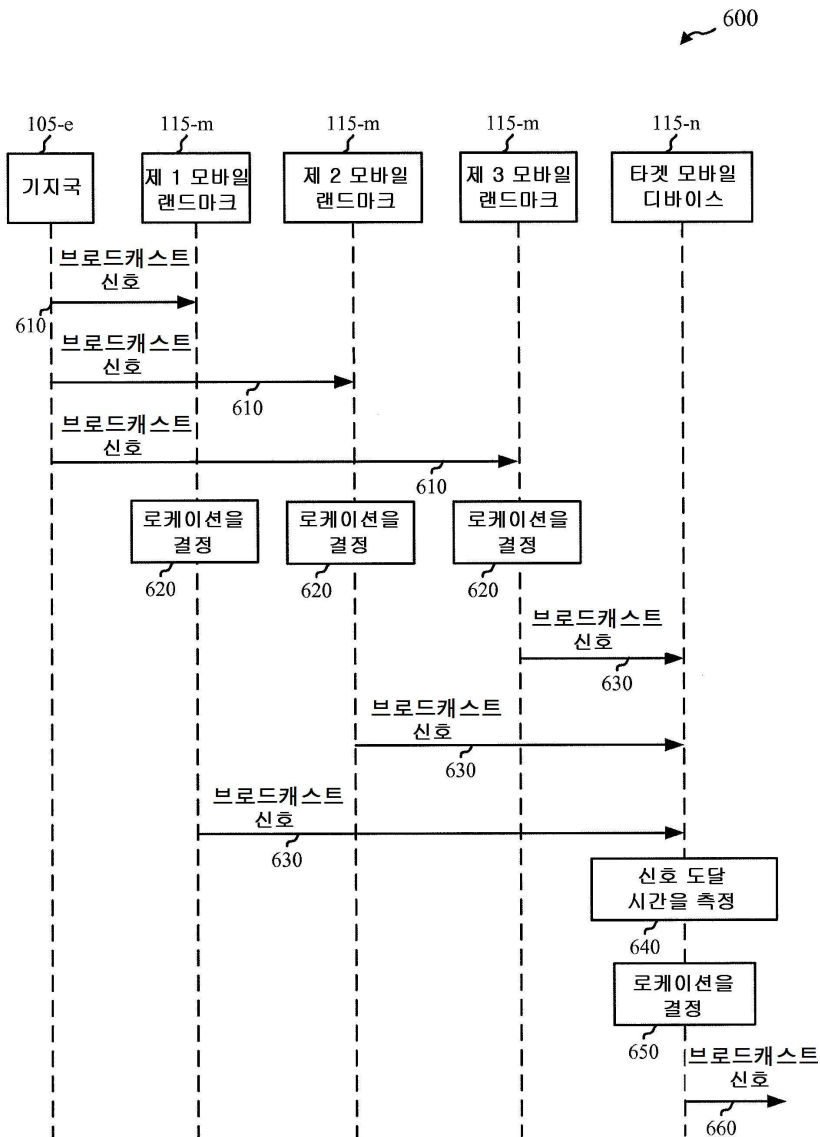 600
105-e
115-m
115-m
115-m
115-n
기지국
제 1 모바일
랜드마크
제 2 모바일
랜드마크
제 3 모바일
랜드마크
타겟 모바일
디바이스
브로드캐스트
신호
610
브로드캐스트
신호
610
브로드캐스트
신호
610
로케이션을
결정
620
로케이션을
결정
620
로케이션을
결정
620
브로드캐스트
신호
630
브로드캐스트
신호
630
브로드캐스트
신호
630
신호 도달
시간을 측정
640
로케이션을
결정
650
브로드캐스트
신호
660